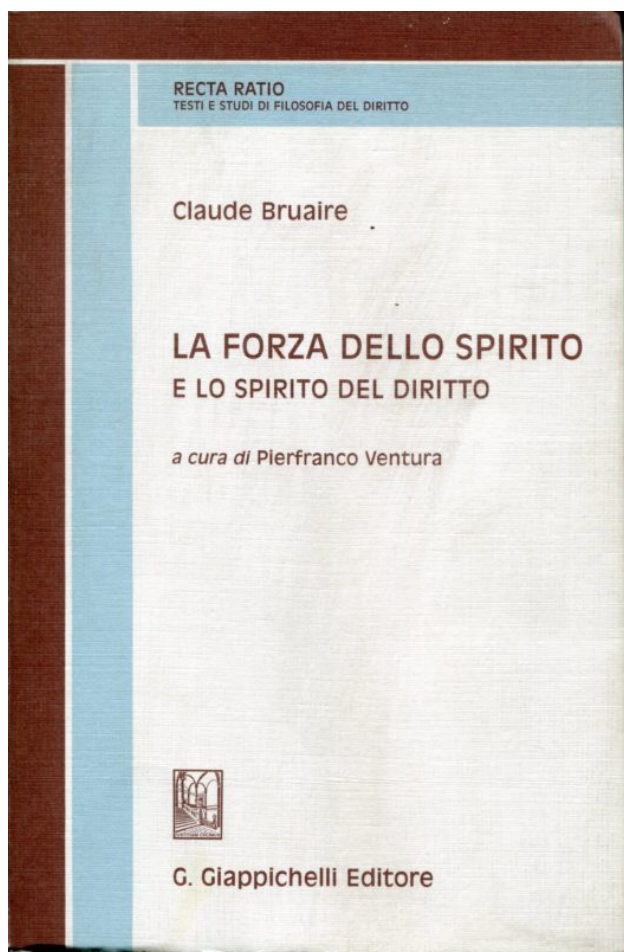 RECTA RATIO
TESTI E STUDI DI FILOSOFIA DEL DIRITTO
Claude Bruaire
LA FORZA DELLO SPIRITO
E LO SPIRITO DEL DIRITTO
a cura di Pierfranco Ventura
G. Giappichelli Editore